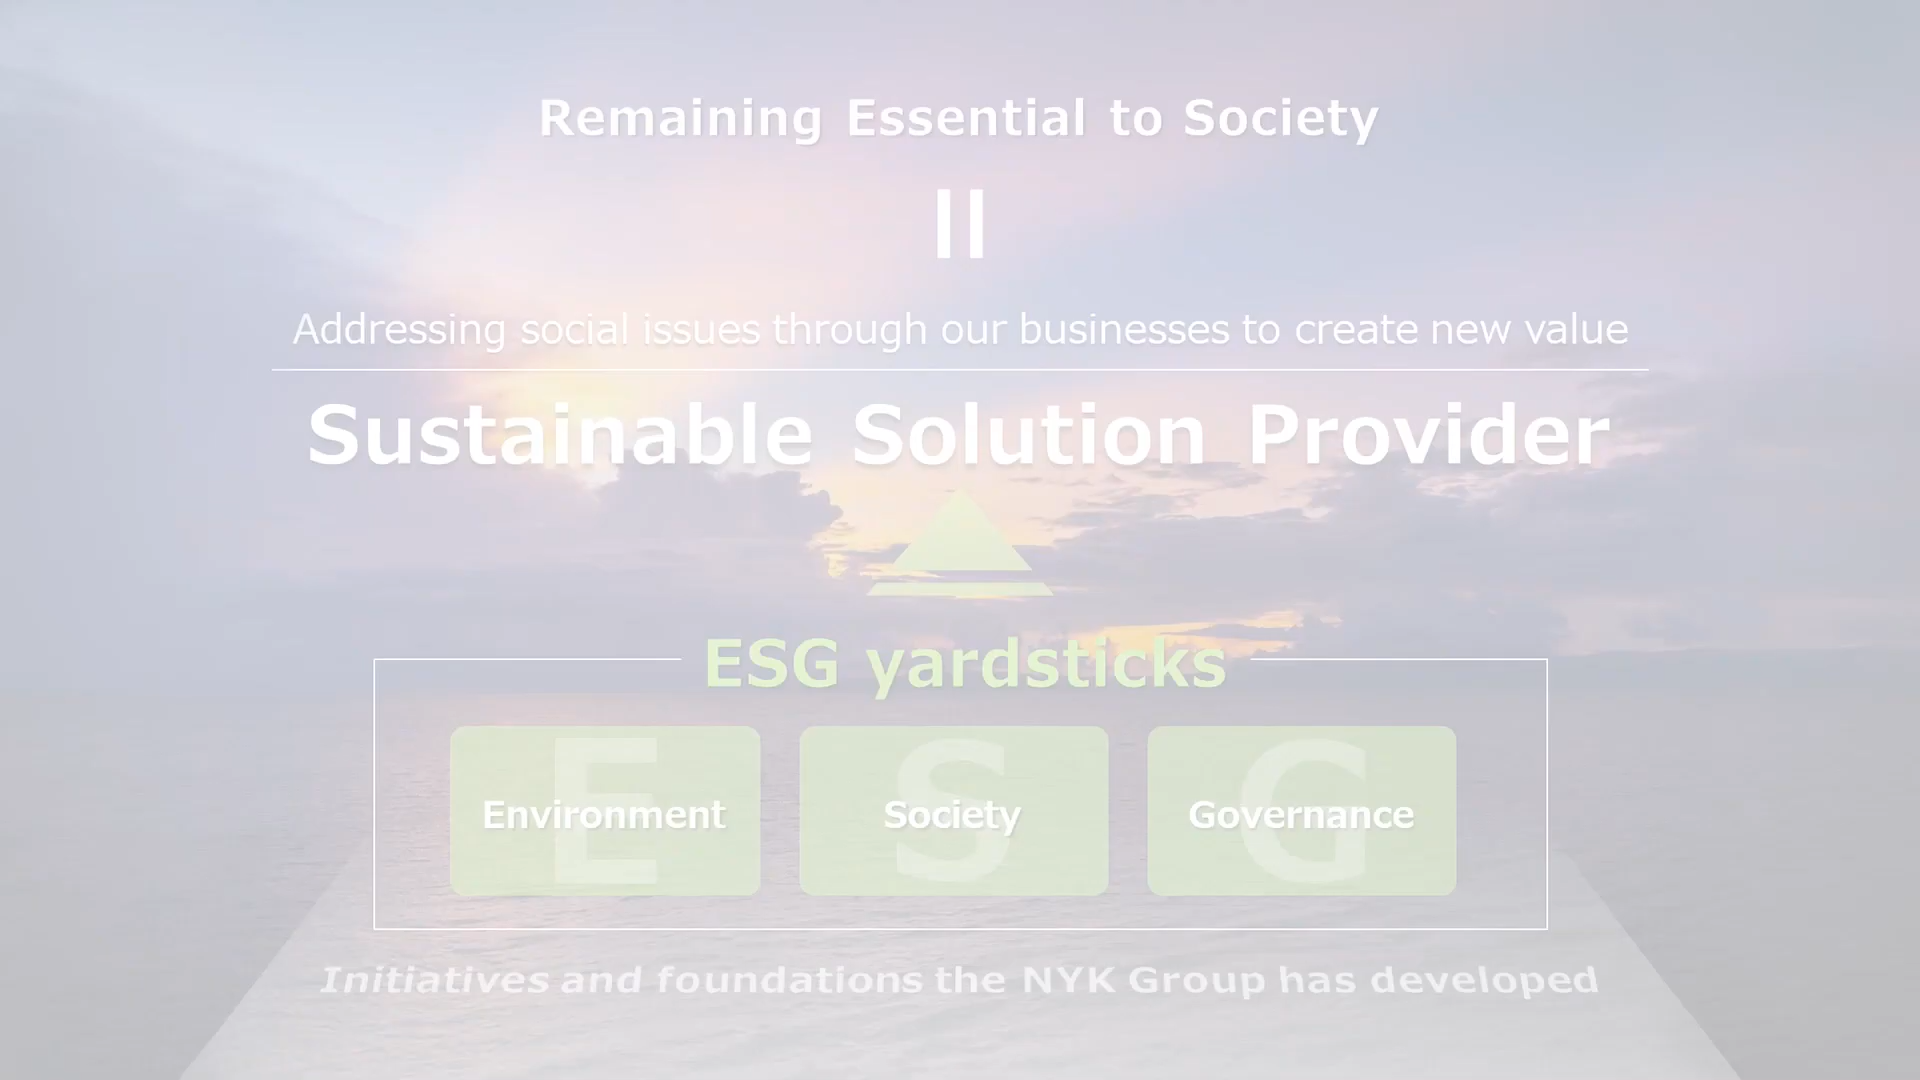 Remaining Essential to Society
Addressing social issues through our businesses to create new value
Sustainable Solution Provider
ESG yardsticks
E S G
Environment Society Governance
Initiatives and foundations the NYK Group has developed